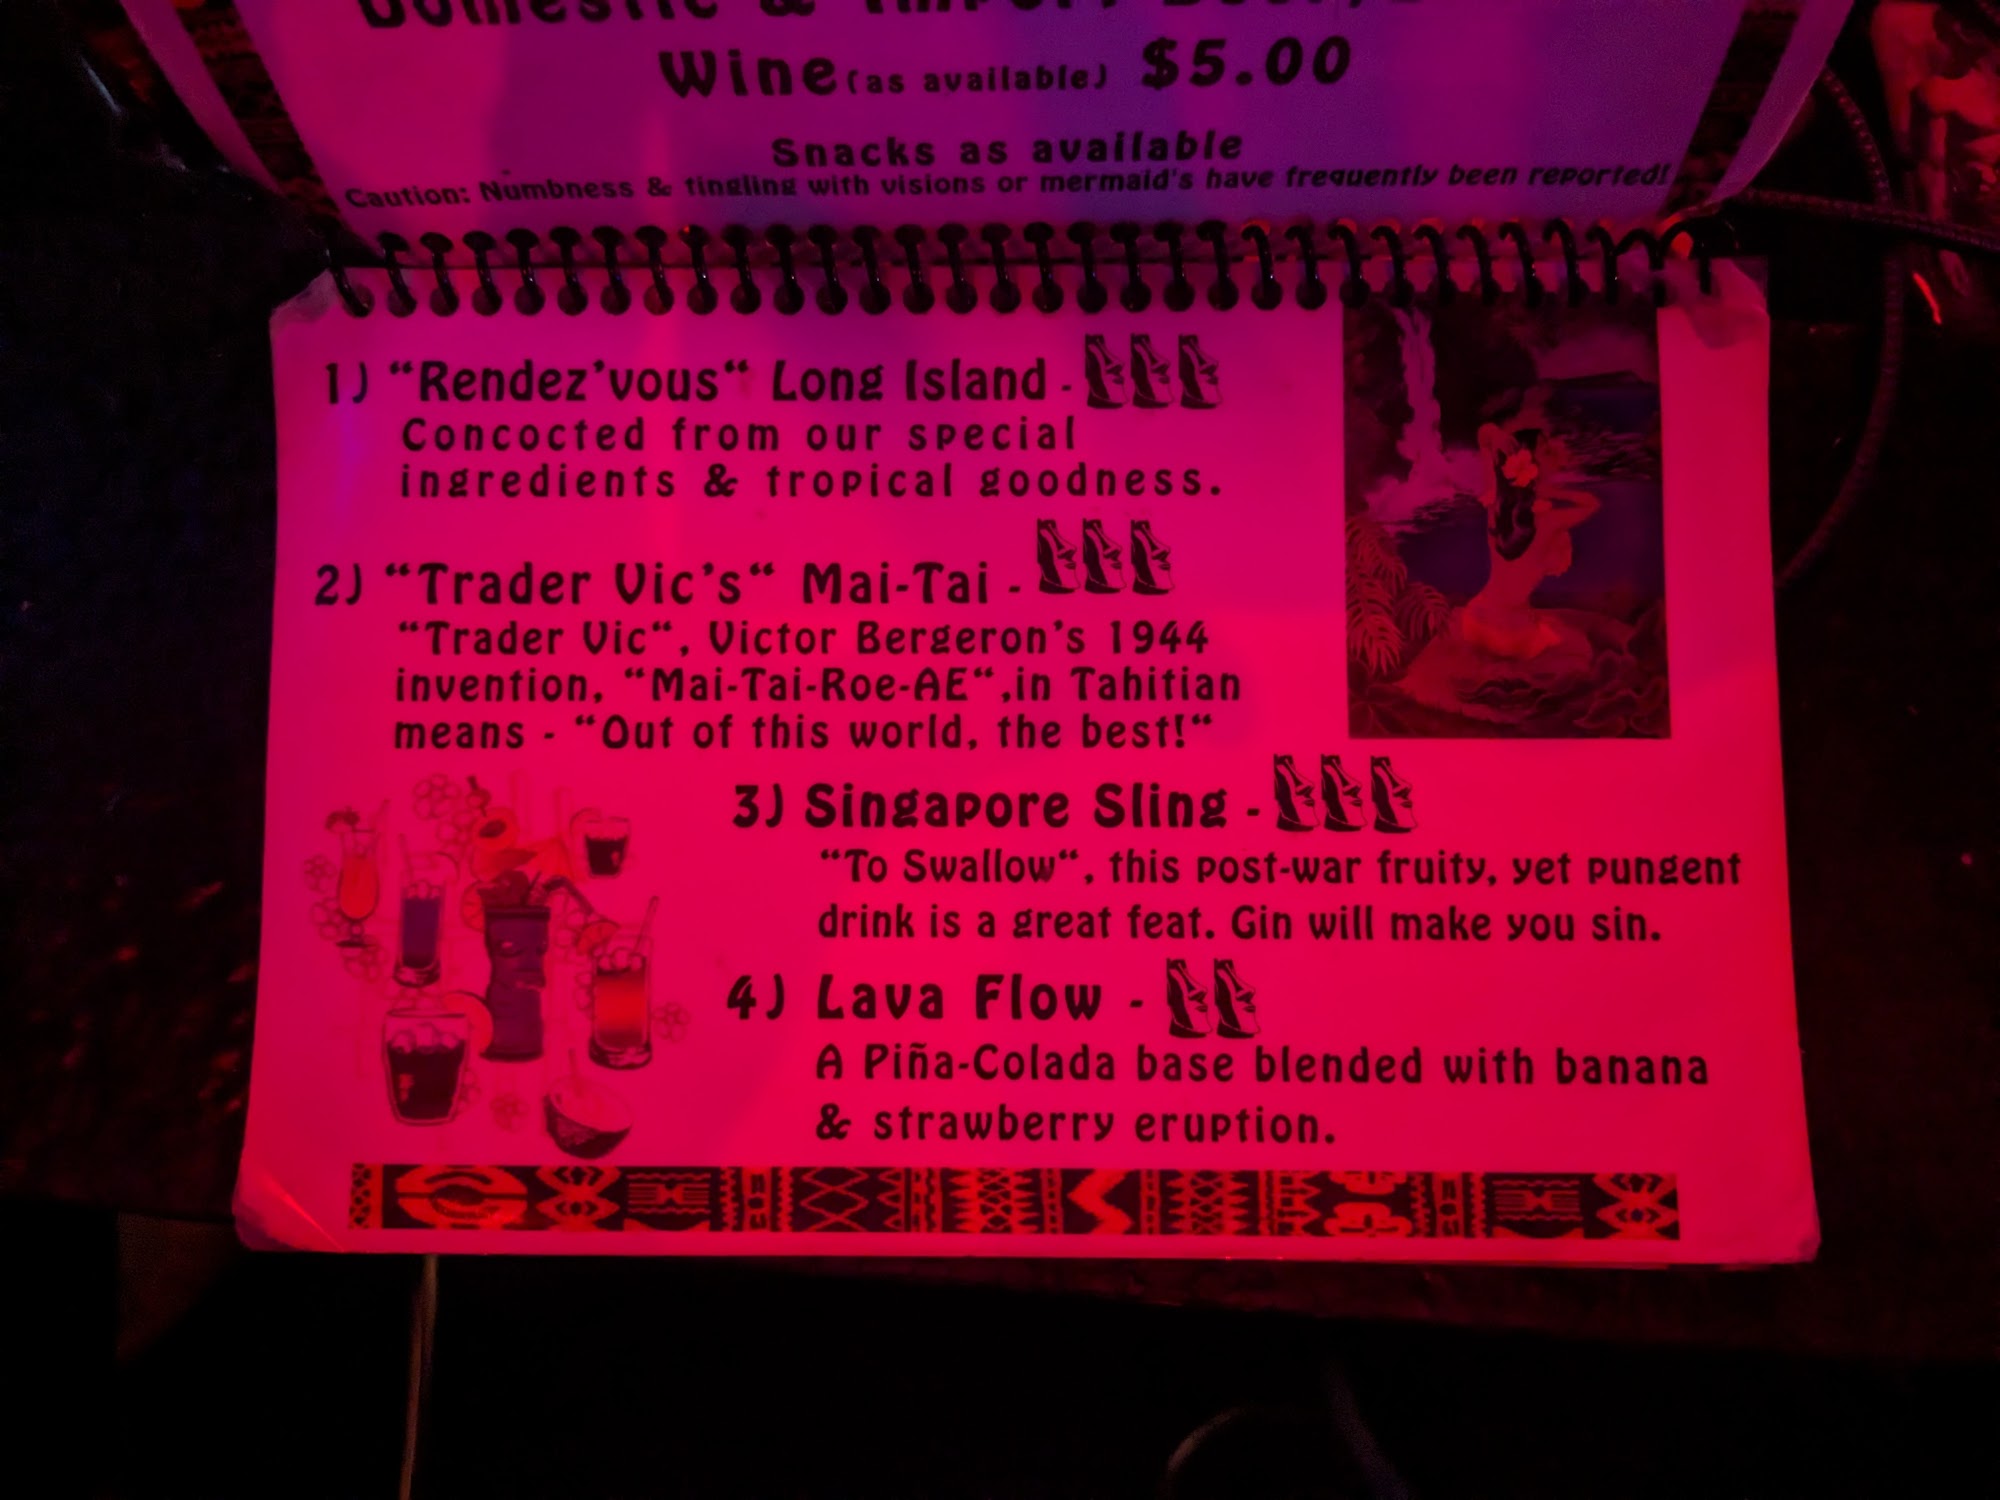 Domestic & Import
Wine (as available) $5.00
Snacks as available
Caution: Numbness & tingling with visions or mermaid's have frequently been reported!
1) “Rendez’vous“ Long Island -
Concocted from our special
ingredients & tropical goodness.
2) “Trader Vic’s“ Mai-Tai -
“Trader Vic“, Victor Bergeron’s 1944
invention, “Mai-Tai-Roe-AE“,in Tahitian
means - “Out of this world, the best!“
3) Singapore Sling -
“To Swallow“, this post-war fruity, yet pungent
drink is a great feat. Gin will make you sin.
4) Lava Flow -
A Piña-Colada base blended with banana
& strawberry eruption.